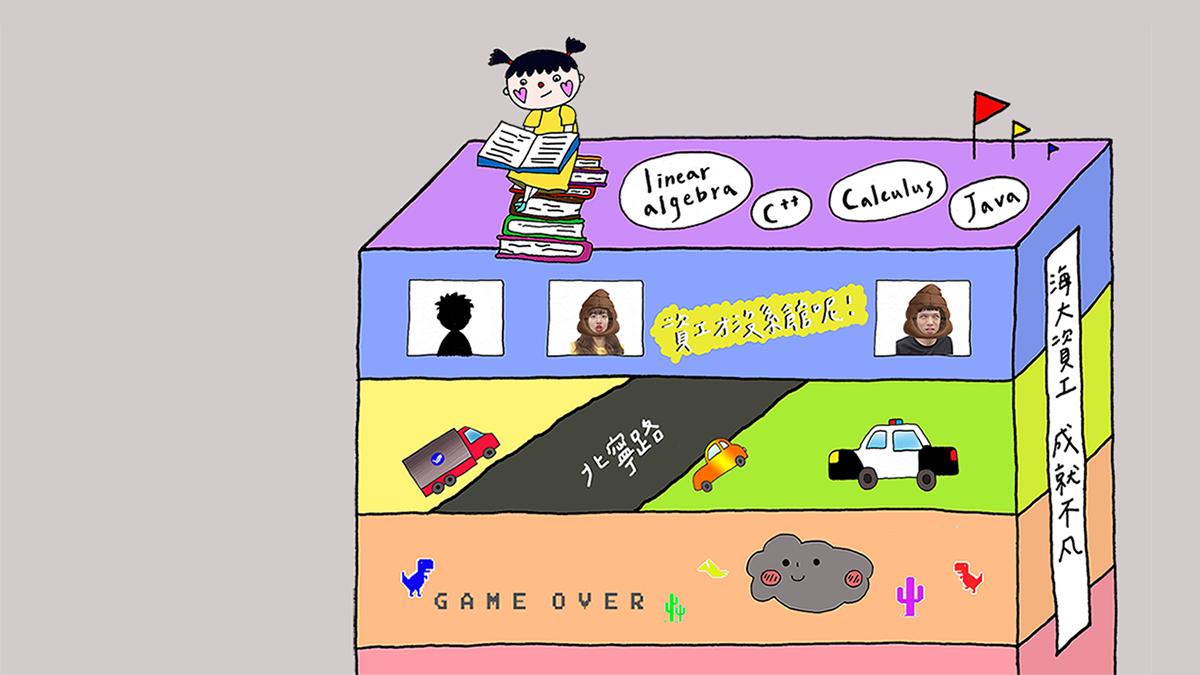 linear
algebra
C++
Calculus
Java
資工才沒系館呢!
北寧路
GAME OVER
海大資工 成就不凡